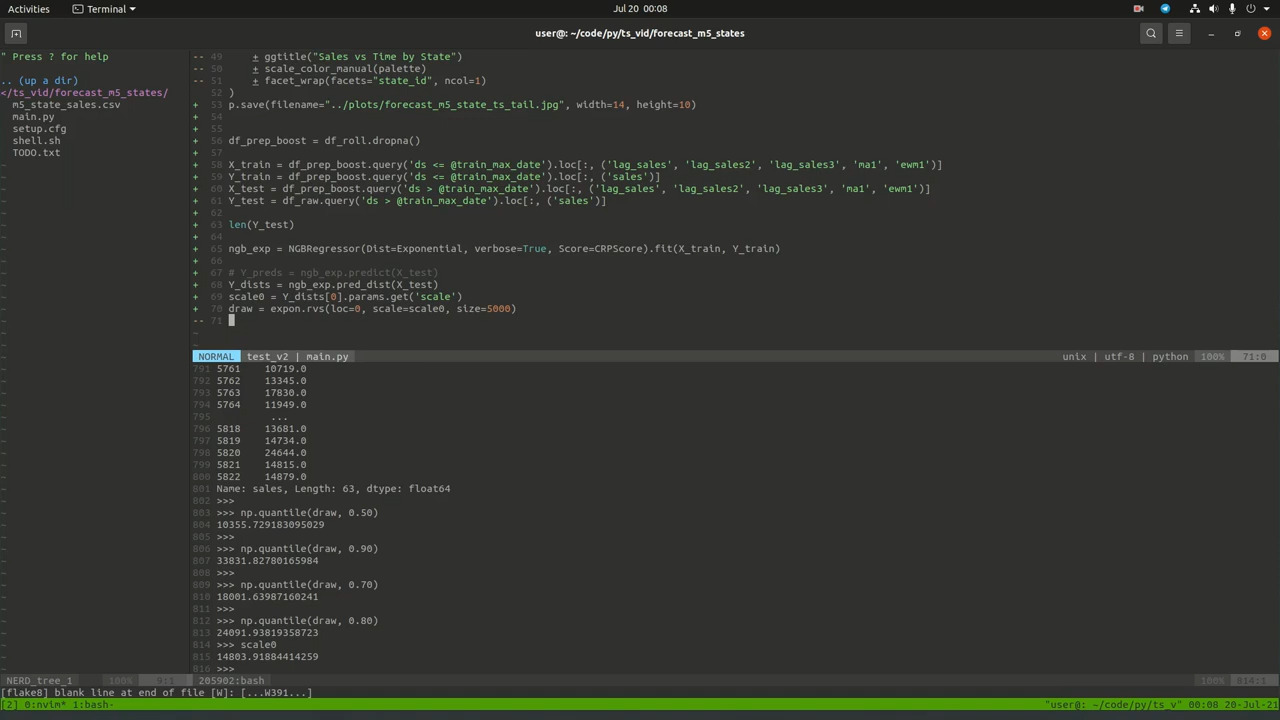 Activities
Terminal
Jul 20 00:08
user@: ~/code/py/ts_vid/forecast_m5_states
" Press ? for help
.. (up a dir)
</ts_vid/forecast_m5_states/
m5_state_sales.csv
main.py
setup.cfg
shell.sh
TODO.txt
-- 49 + ggtitle("Sales vs Time by State")
-- 50 + scale_color_manual(palette)
-- 51 + facet_wrap(facets="state_id", ncol=1)
52 )
+ 53 p.save(filename="../plots/forecast_m5_state_ts_tail.jpg", width=14, height=10)
+ 54
+ 55
+ 56 df_prep_boost = df_roll.dropna()
+
+ 58 X_train = df_prep_boost.query('ds <= @train_max_date').loc[:, ('lag_sales', 'lag_sales2', 'lag_sales3', 'ma1', 'ewm1')]
+ 59 Y_train = df_prep_boost.query('ds <= @train_max_date').loc[:, ('sales')]
+ 60 X_test = df_prep_boost.query('ds > @train_max_date').loc[:, ('lag_sales', 'lag_sales2', 'lag_sales3', 'ma1', 'ewm1')]
+ 61 Y_test = df_raw.query('ds > @train_max_date').loc[:, ('sales')]
+ 62
+ 63 len(Y_test)
+ 64
+ 65 ngb_exp = NGBRegressor(Dist=Exponential, verbose=True, Score=CRPScore).fit(X_train, Y_train)
+ 66
+ 67 # Y_preds = ngb_exp.predict(X_test)
+ 68 Y_dists = ngb_exp.pred_dist(X_test)
+ 69 scale0 = Y_dists[0].params.get('scale')
+ 70 draw = expon.rvs(loc=0, scale=scale0, size=5000)
-- 71
NORMAL test_v2 | main.py unix | utf-8 | python 100% 71:0
791 5761 10719.0
792 5762 13345.0
793 5763 17830.0
794 5764 11949.0
795 ...
796 5818 13681.0
797 5819 14734.0
798 5820 24644.0
799 5821 14815.0
800 5822 14879.0
801 Name: sales, Length: 63, dtype: float64
802 >>>
803 >>> np.quantile(draw, 0.50)
804 10355.729183095029
805 >>>
806 >>> np.quantile(draw, 0.90)
807 33831.82780165984
808 >>>
809 >>> np.quantile(draw, 0.70)
810 18001.63987160241
811 >>>
812 >>> np.quantile(draw, 0.80)
813 24091.93819358723
814 >>> scale0
815 14803.91884414259
816 >>>
NERD_tree_1 100% 9:1 205902:bash 100% 814:1
[flake8] blank line at end of file [W]: [...W391...]
[2] 0:nvim* 1:bash- "user@: ~/code/py/ts_v" 00:08 20-Jul-21